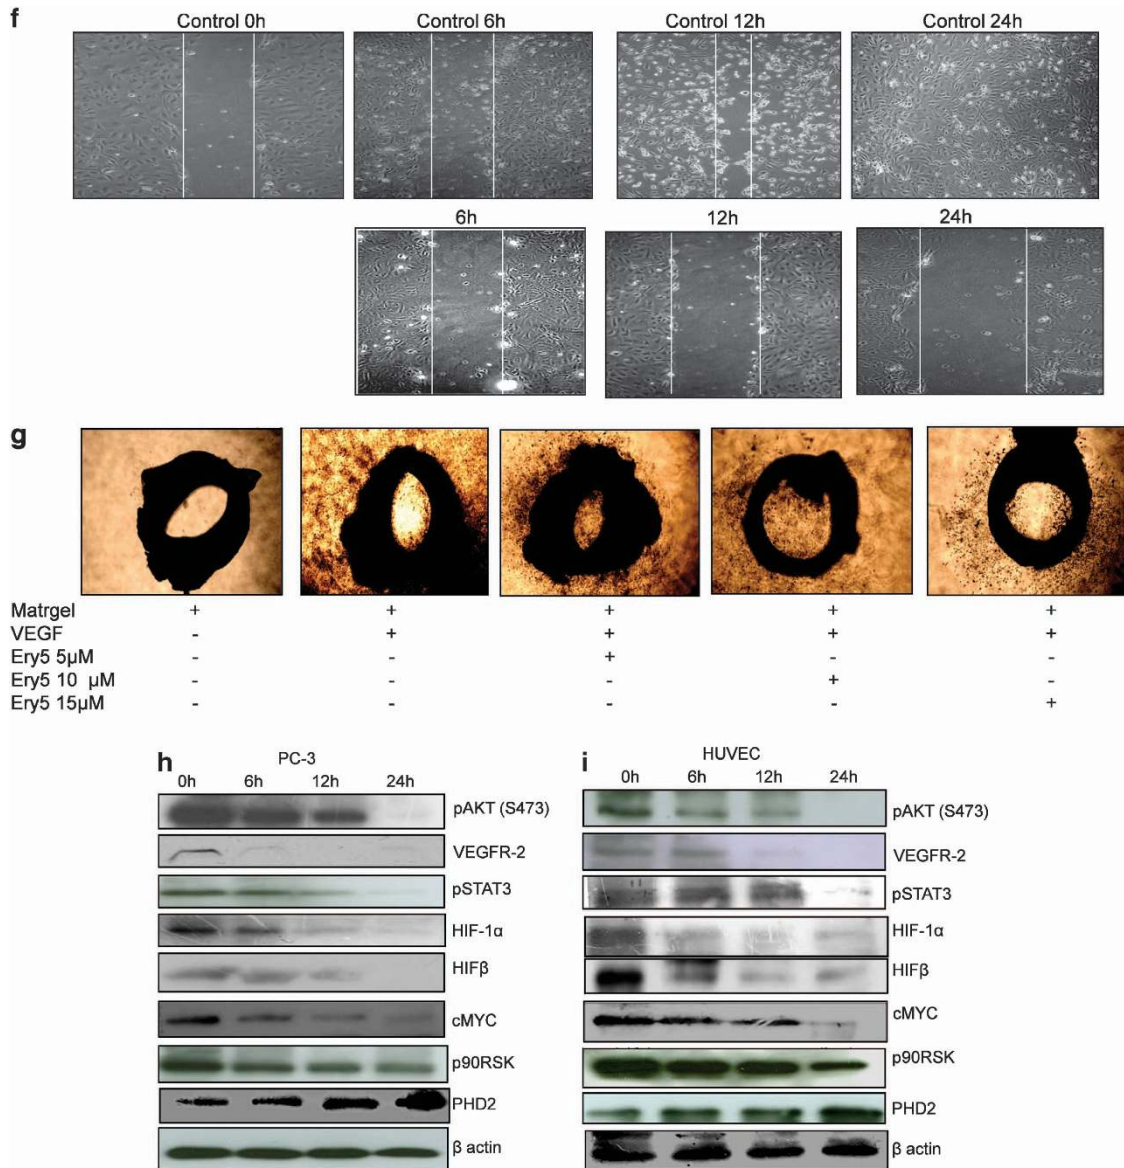 f
Control 0h Control 6h Control 12h Control 24h
6h 12h 24h
g
Matrgel + + + + +
VEGF - + + + +
Ery5 5μM - - + - -
Ery5 10 μM - - - + -
Ery5 15μM - - - - +
h PC-3
0h 6h 12h 24h
pAKT (S473)
VEGFR-2
pSTAT3
HIF-1α
HIFβ
cMYC
p90RSK
PHD2
β actin
i HUVEC
0h 6h 12h 24h
pAKT (S473)
VEGFR-2
pSTAT3
HIF-1α
HIFβ
cMYC
p90RSK
PHD2
β actin